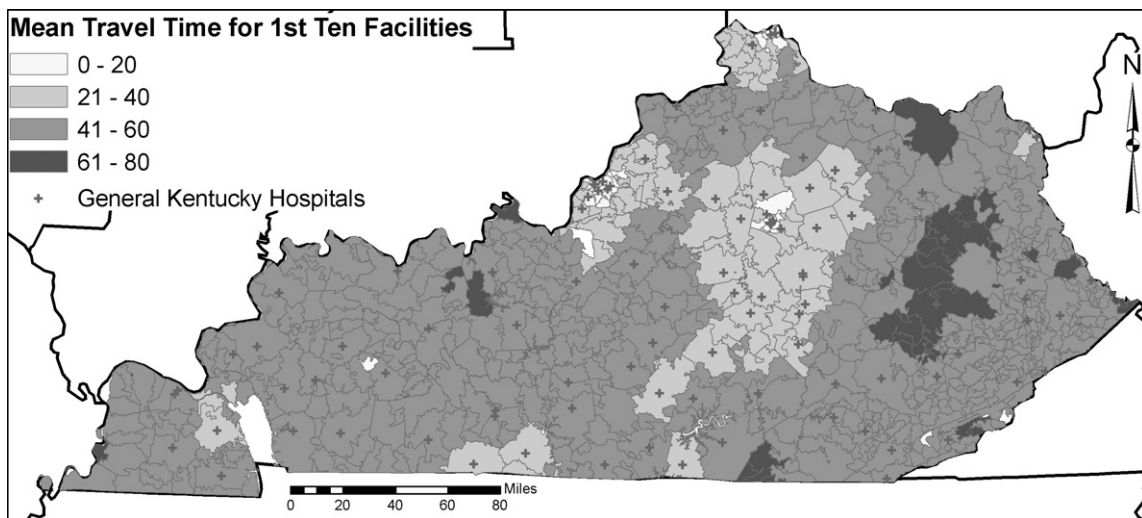 Mean Travel Time for 1st Ten Facilities
0 - 20
21 - 40
41 - 60
61 - 80
General Kentucky Hospitals
N
Miles
0 10 20 40 60 80